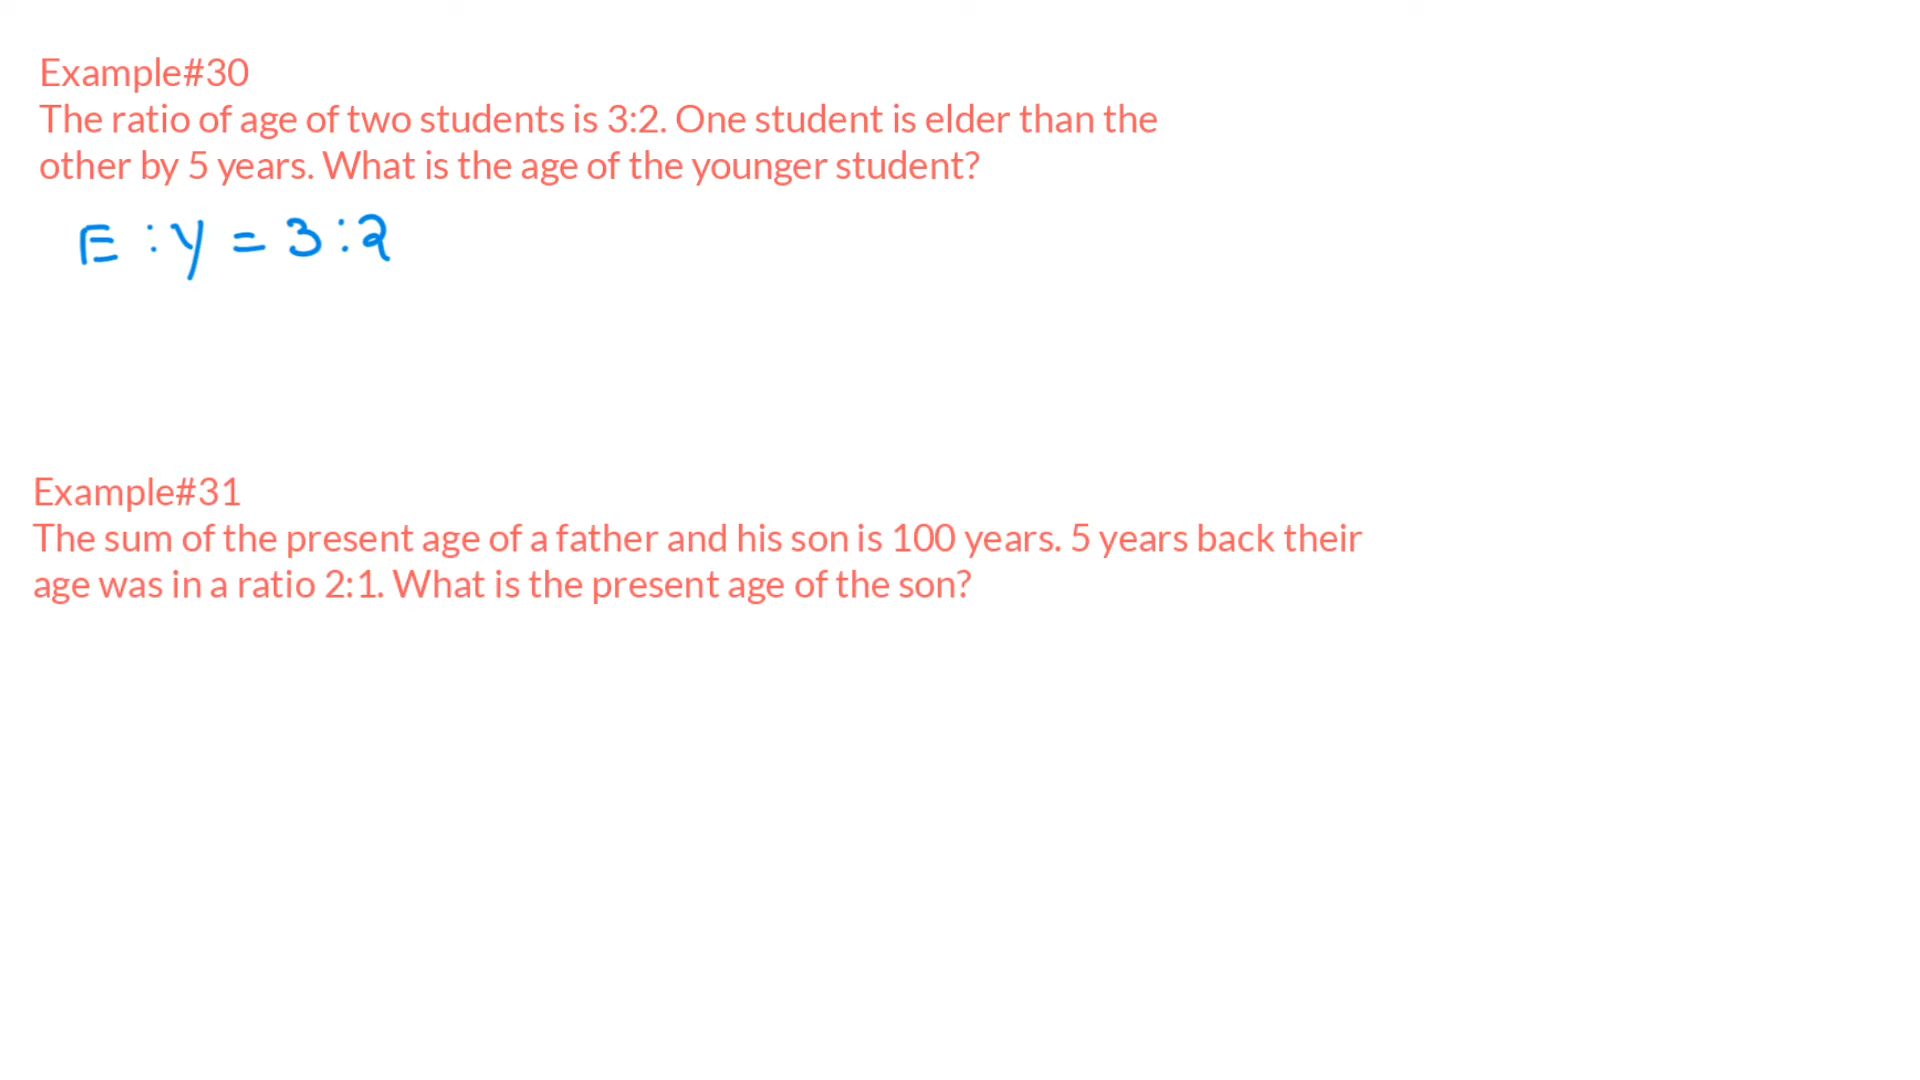 Example#30
The ratio of age of two students is 3:2. One student is elder than the
other by 5 years. What is the age of the younger student?
E : y = 3:2
Example#31
The sum of the present age of a father and his son is 100 years. 5 years back their
age was in a ratio 2:1. What is the present age of the son?